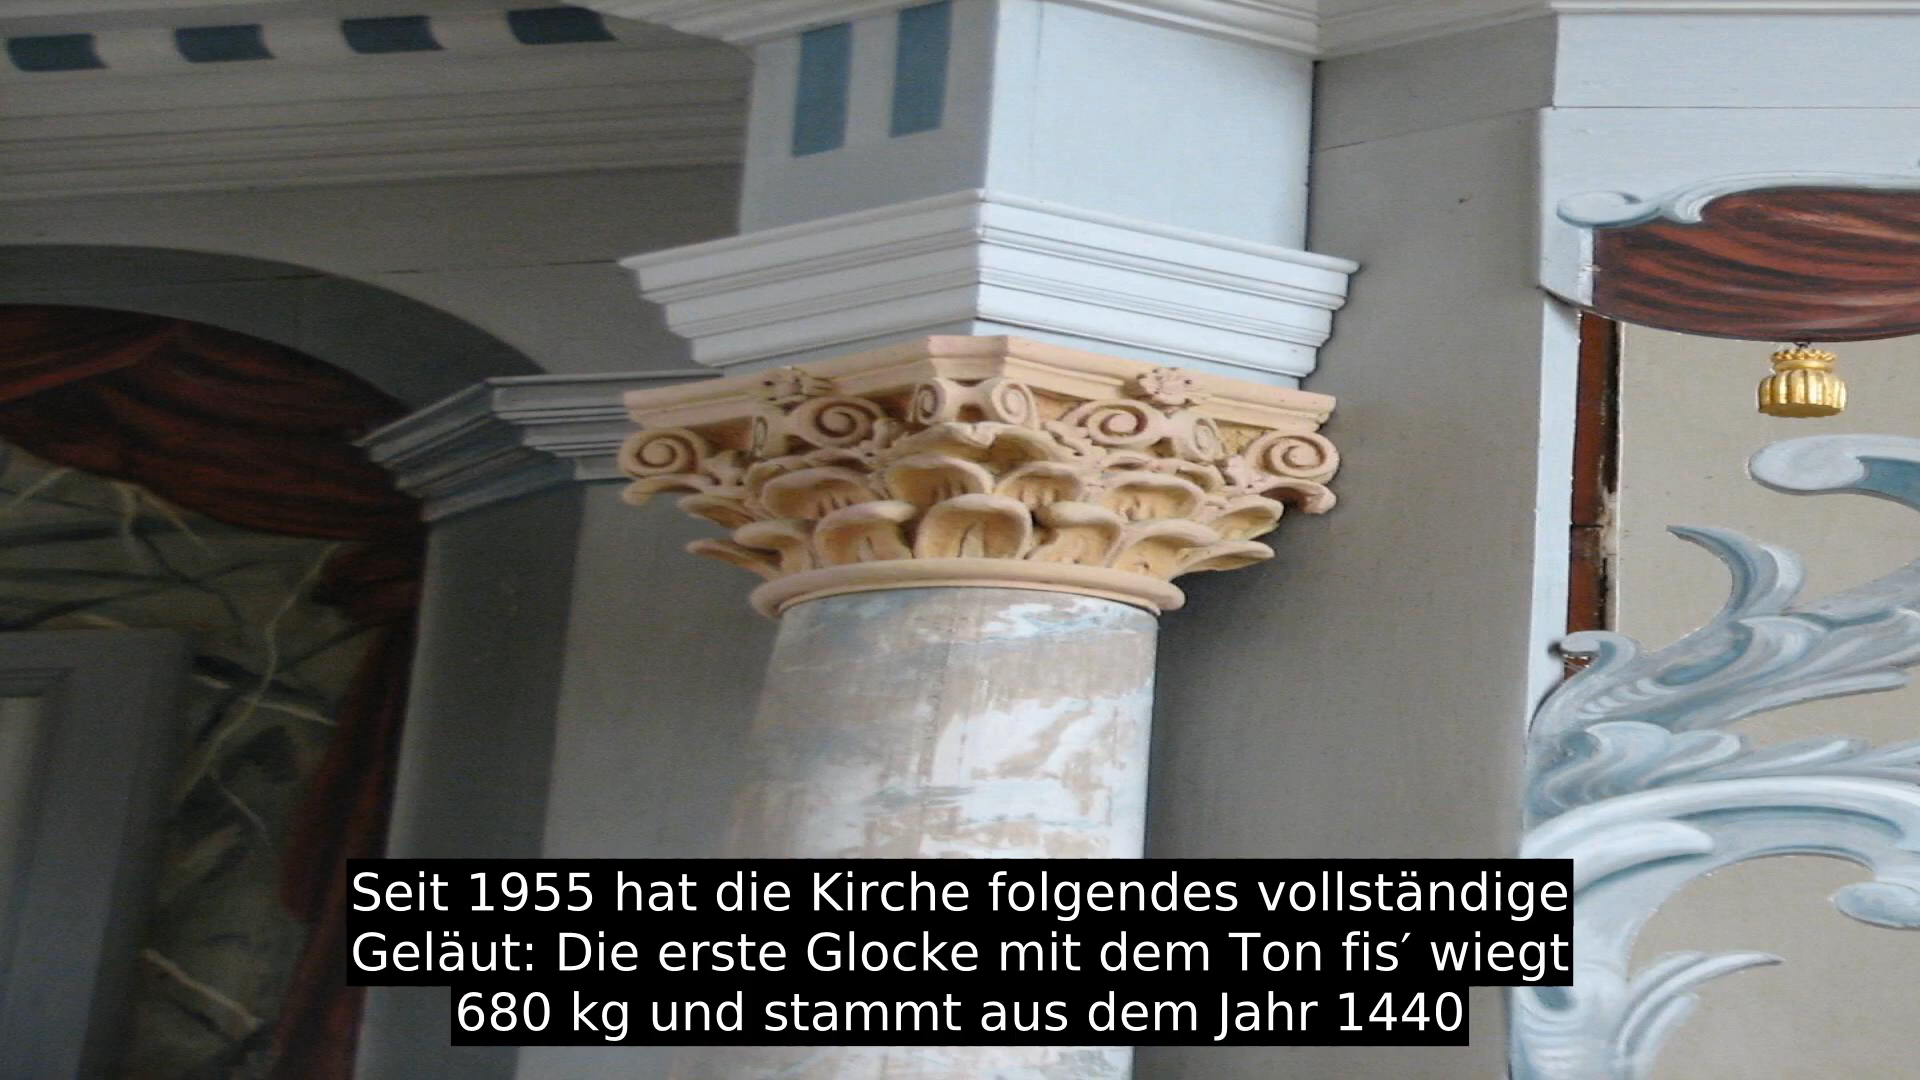 Seit 1955 hat die Kirche folgendes vollständige
Geläut: Die erste Glocke mit dem Ton fis′ wiegt
680 kg und stammt aus dem Jahr 1440